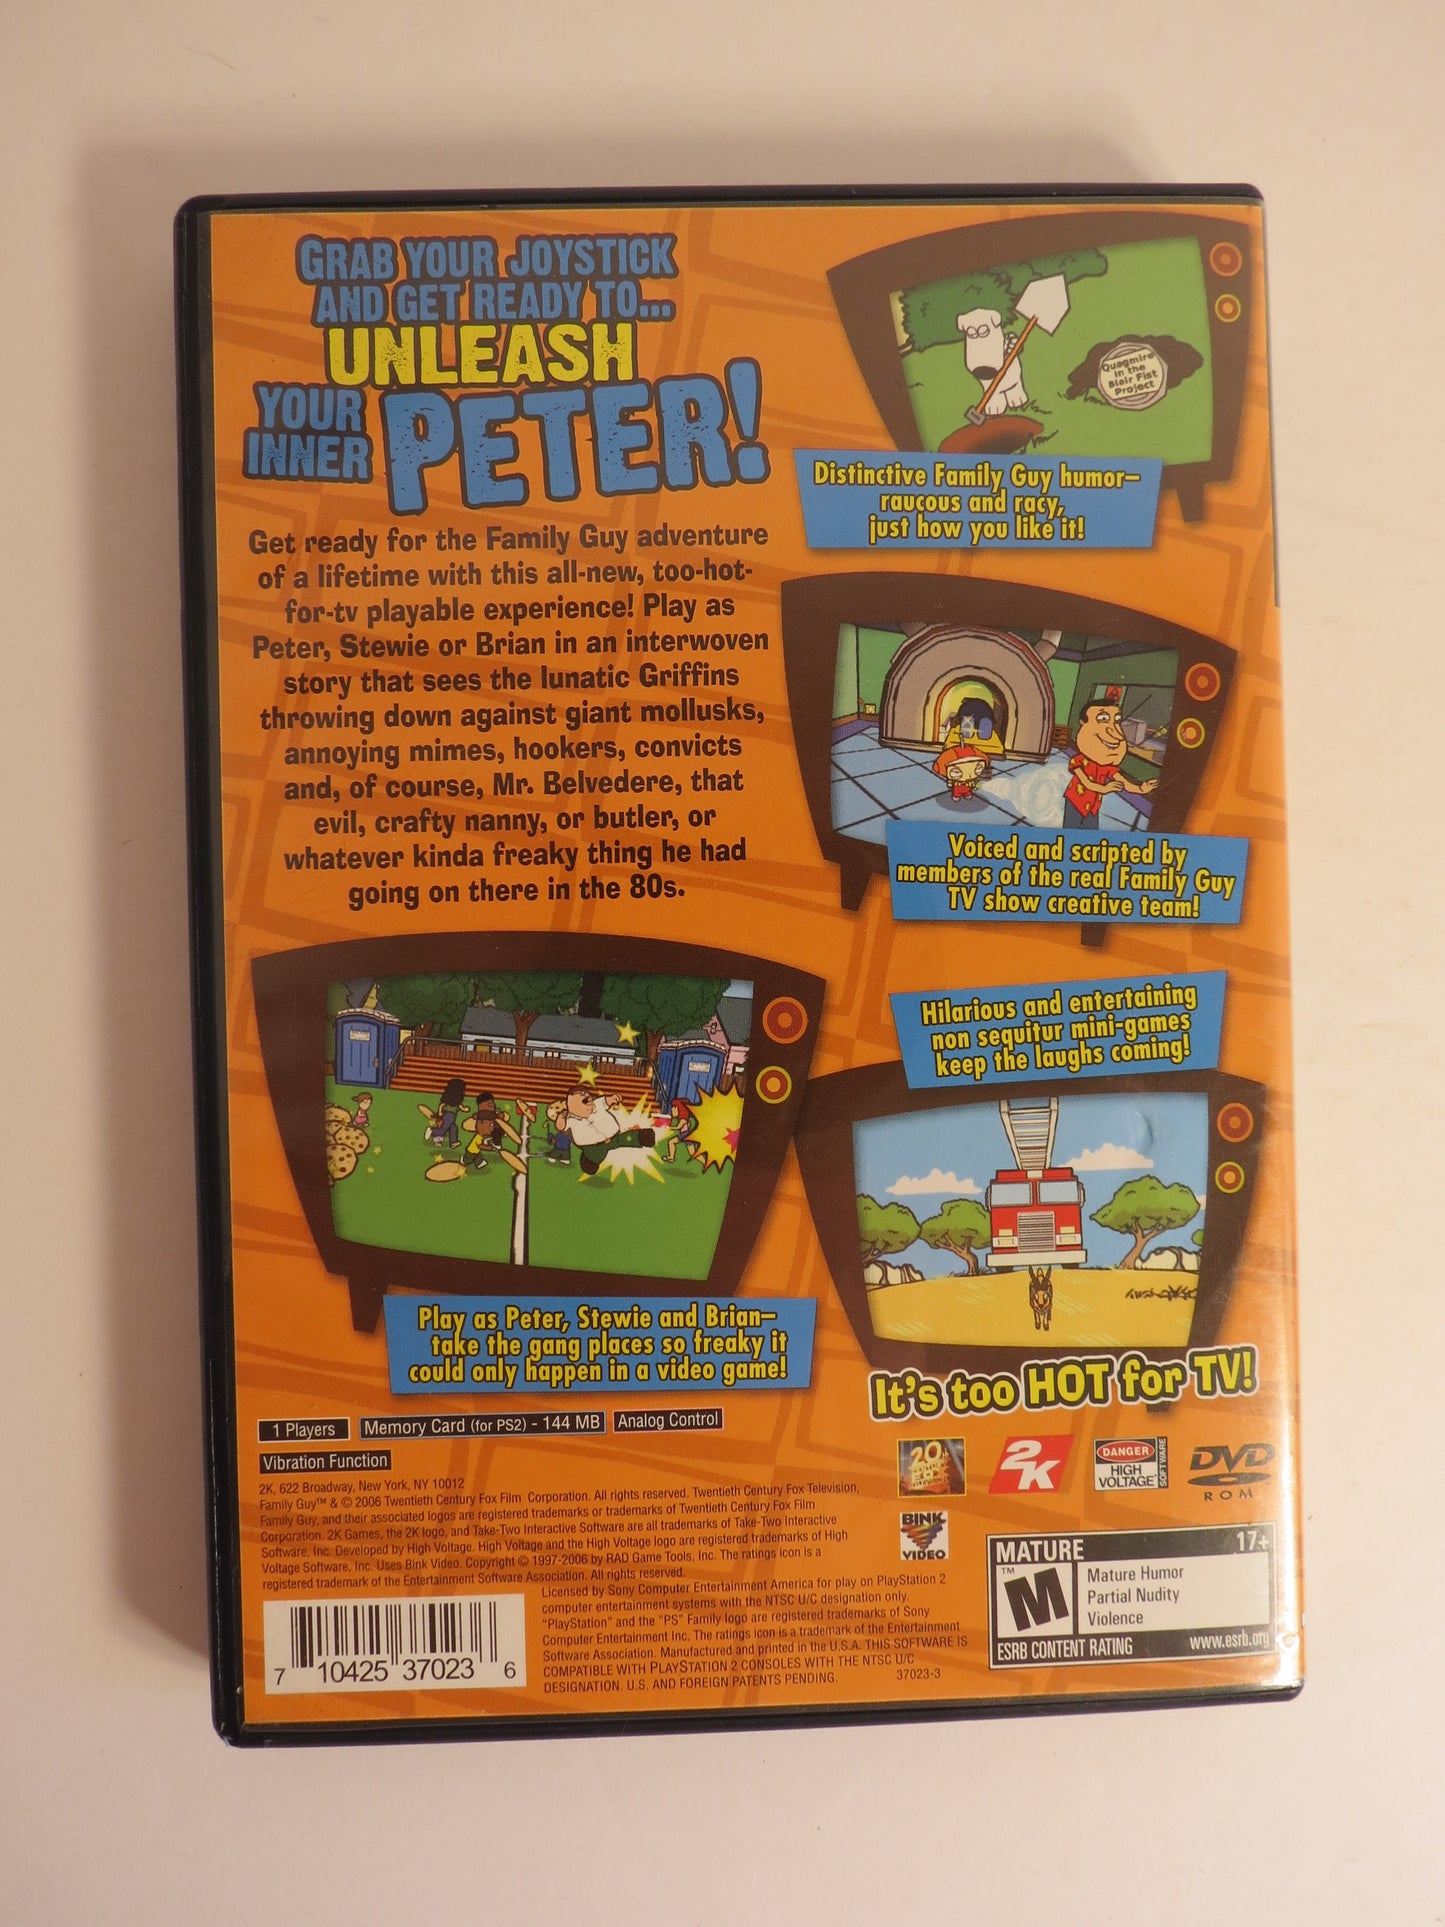 GRAB YOUR JOYSTICK
AND GET READY TO...
UNLEASH
YOUR
INNER
PETER!
Get ready for the Family Guy adventure
of a lifetime with this all-new, too-hot-
for-tv playable experience! Play as
Peter, Stewie or Brian in an interwoven
story that sees the lunatic Griffins
throwing down against giant mollusks,
annoying mimes, hookers, convicts
and, of course, Mr. Belvedere, that
evil, crafty nanny, or butler, or
whatever kinda freaky thing he had
going on there in the 80s.
Quagmire
in the
Blair Fist
Project
Distinctive Family Guy humor—
raucous and racy,
just how you like it!
Voiced and scripted by
members of the real Family Guy
TV show creative team!
Hilarious and entertaining
non sequitur mini-games
keep the laughs coming!
Play as Peter, Stewie and Brian—
take the gang places so freaky it
could only happen in a video game!
It's too HOT for TV!
1 Players
Memory Card (for PS2) - 144 MB
Analog Control
Vibration Function
2K, 622 Broadway, New York, NY 10012
Family Guy™ & © 2006 Twentieth Century Fox Film Corporation. All rights reserved. Twentieth Century Fox Television,
Family Guy, and their associated logos are registered trademarks or trademarks of Twentieth Century Fox Film
Corporation. 2K Games, the 2K logo, and Take-Two Interactive Software are all trademarks of Take-Two Interactive
Software, Inc. Developed by High Voltage. High Voltage and the High Voltage logo are registered trademarks of High
Voltage Software, Inc. Uses Bink Video. Copyright © 1997-2006 by RAD Game Tools, Inc. The ratings icon is a
registered trademark of the Entertainment Software Association. All rights reserved.
Licensed by Sony Computer Entertainment America for play on PlayStation 2
computer entertainment systems with the NTSC U/C designation only.
"PlayStation" and the "PS" Family logo are registered trademarks of Sony
Computer Entertainment Inc. The ratings icon is a trademark of the Entertainment
Software Association. Manufactured and printed in the U.S.A. THIS SOFTWARE IS
COMPATIBLE WITH PLAYSTATION 2 CONSOLES WITH THE NTSC U/C
DESIGNATION. U.S. AND FOREIGN PATENTS PENDING.
37023-3
7 10425 37023 6
20th
CENTURY
FOX
2K
DANGER
HIGH
VOLTAGE
SOFTWARE
DVD
ROM
BINK
VIDEO
MATURE 17+
TM
M
Mature Humor
Partial Nudity
Violence
ESRB CONTENT RATING
www.esrb.org